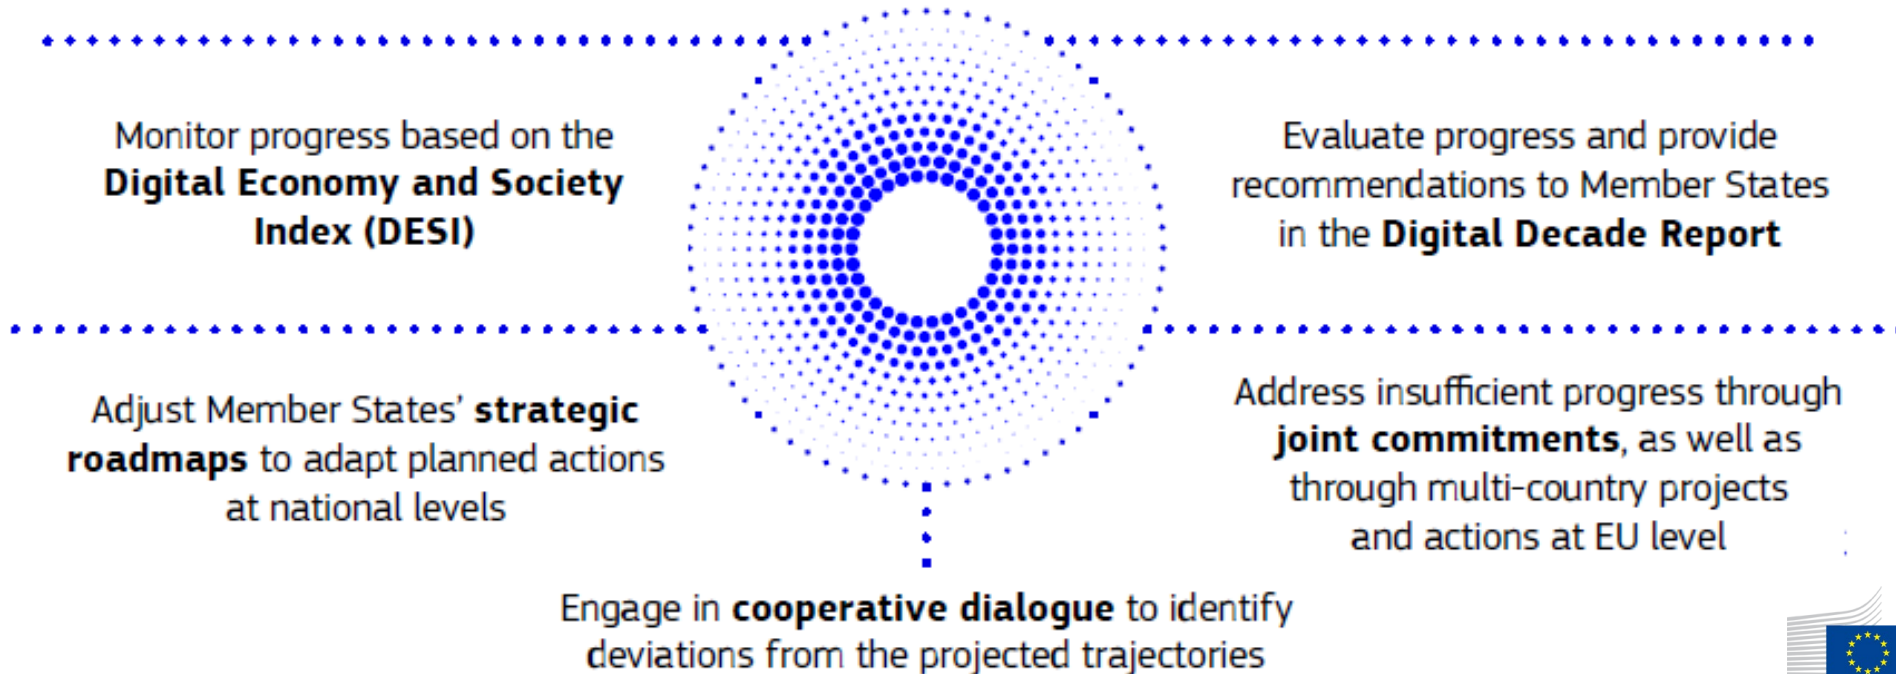 Monitor progress based on the
Digital Economy and Society
Index (DESI)
Evaluate progress and provide
recommendations to Member States
in the Digital Decade Report
Adjust Member States’ strategic
roadmaps to adapt planned actions
at national levels
Address insufficient progress through
joint commitments, as well as
through multi-country projects
and actions at EU level
Engage in cooperative dialogue to identify
deviations from the projected trajectories